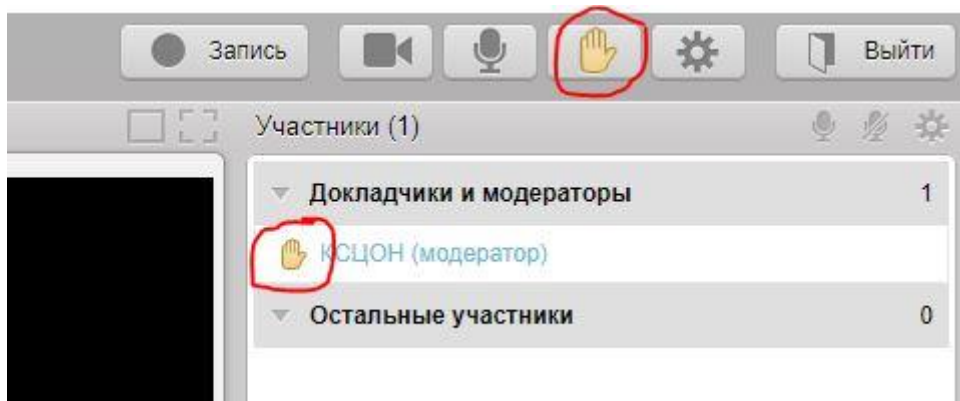 Запись
Выйти
Участники (1)
Докладчики и модераторы 1
КСЦОН (модератор)
Остальные участники 0